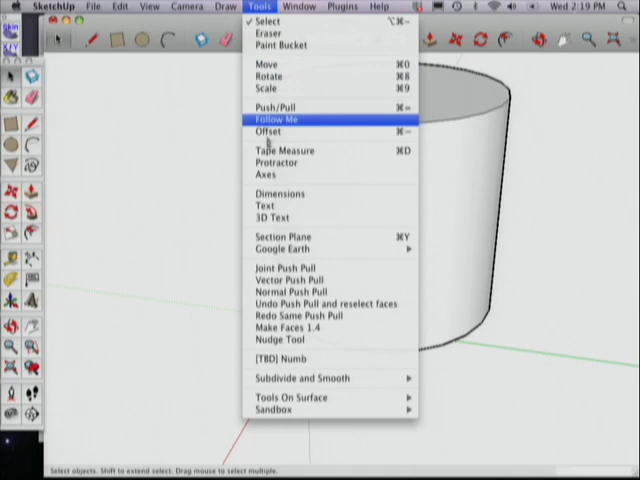 SketchUp File Edit View Camera Draw Tools Window Plugins Help Wed 2:19 PM
Skin
X/Y
✓ Select
Eraser
Paint Bucket
Move ⌘0
Rotate ⌘8
Scale ⌘9
Push/Pull ⌘=
Follow Me
Offset
Tape Measure ⌘D
Protractor
Axes
Dimensions
Text
3D Text
Section Plane ⌘Y
Google Earth
Joint Push Pull
Vector Push Pull
Normal Push Pull
Undo Push Pull and reselect faces
Redo Same Push Pull
Make Faces 1.4
Nudge Tool
[TBD] Numb
Subdivide and Smooth
Tools On Surface
Sandbox
Select objects. Shift to extend select. Drag mouse to select multiple.